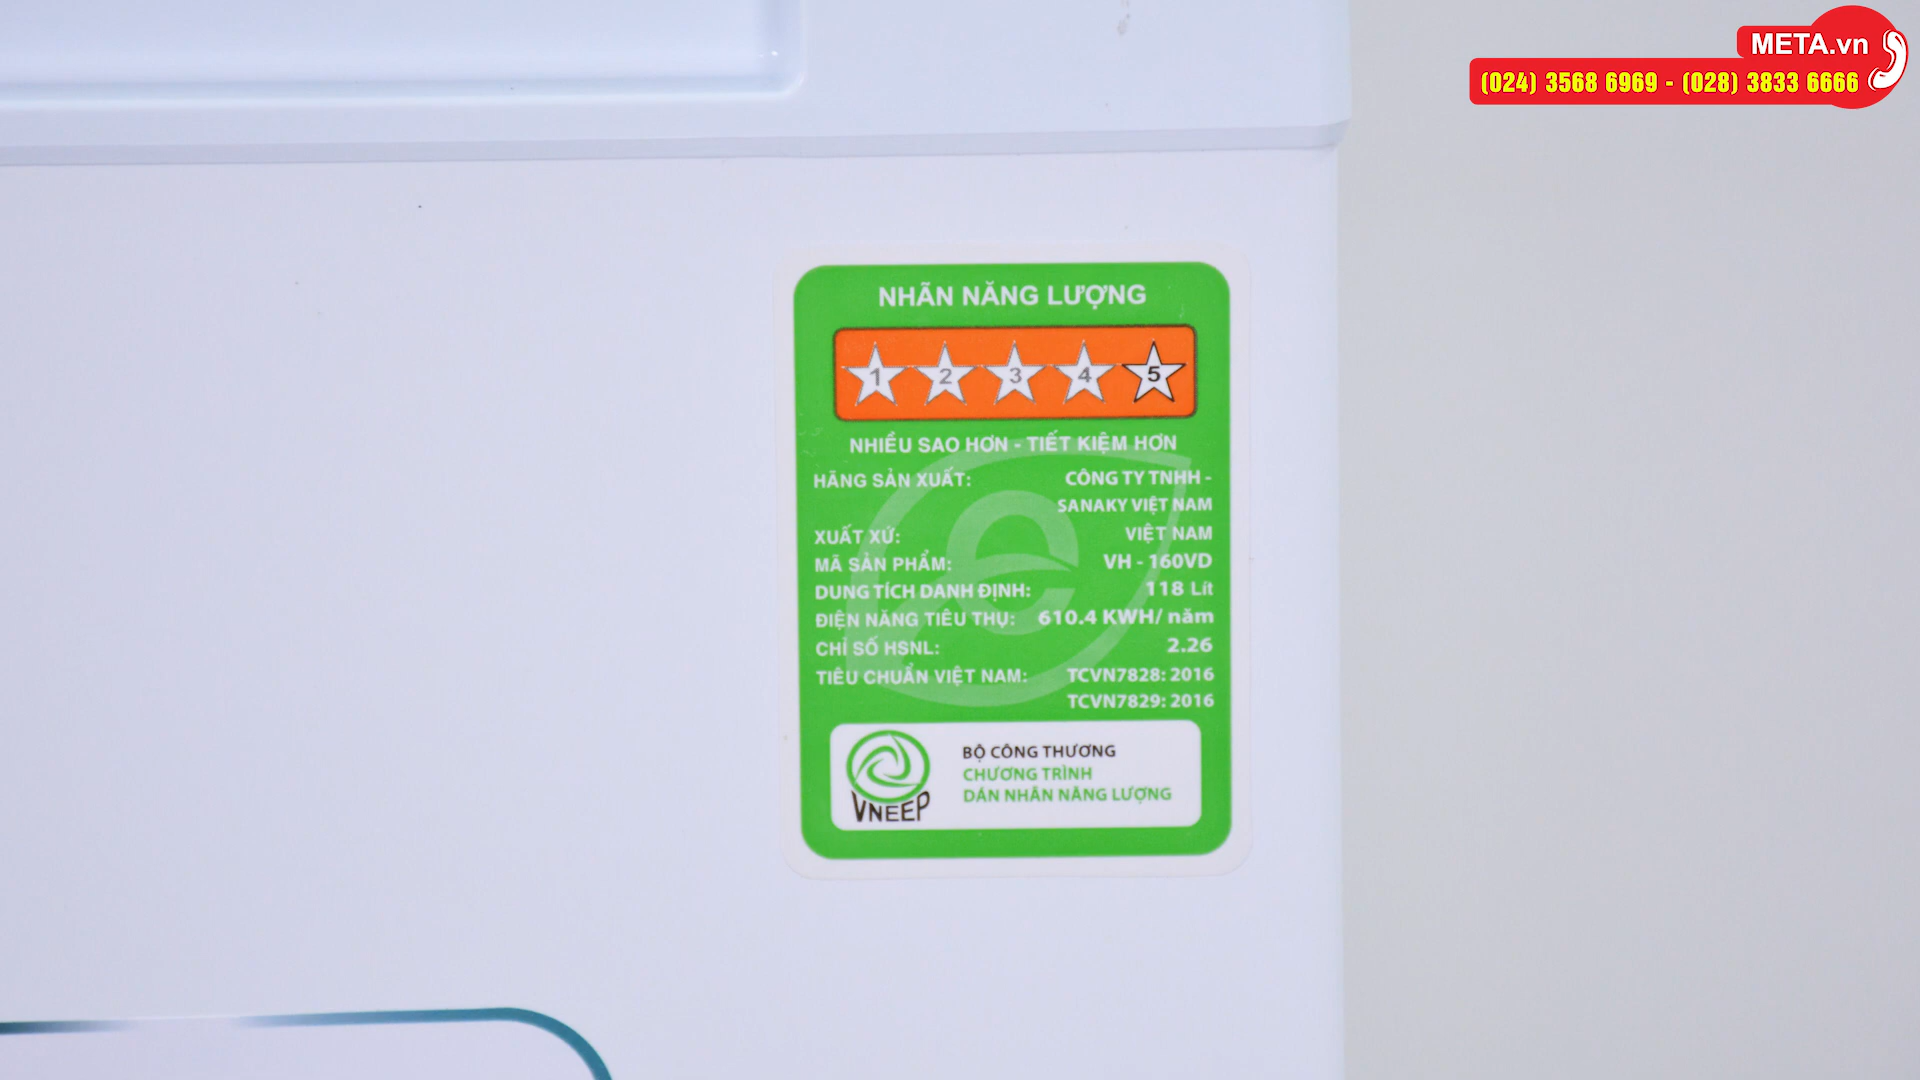 META.vn
(024) 3568 6969 - (028) 3833 6666
NHÃN NĂNG LƯỢNG
1 2 3 4 5
NHIỀU SAO HƠN - TIẾT KIỆM HƠN
HÃNG SẢN XUẤT: CÔNG TY TNHH -
SANAKY VIỆT NAM
XUẤT XỨ: VIỆT NAM
MÃ SẢN PHẨM: VH - 160VD
DUNG TÍCH DANH ĐỊNH: 118 Lít
ĐIỆN NĂNG TIÊU THỤ: 610.4 KWH/ năm
CHỈ SỐ HSNL: 2.26
TIÊU CHUẨN VIỆT NAM: TCVN7828: 2016
TCVN7829: 2016
VNEEP
BỘ CÔNG THƯƠNG
CHƯƠNG TRÌNH
DÁN NHÃN NĂNG LƯỢNG